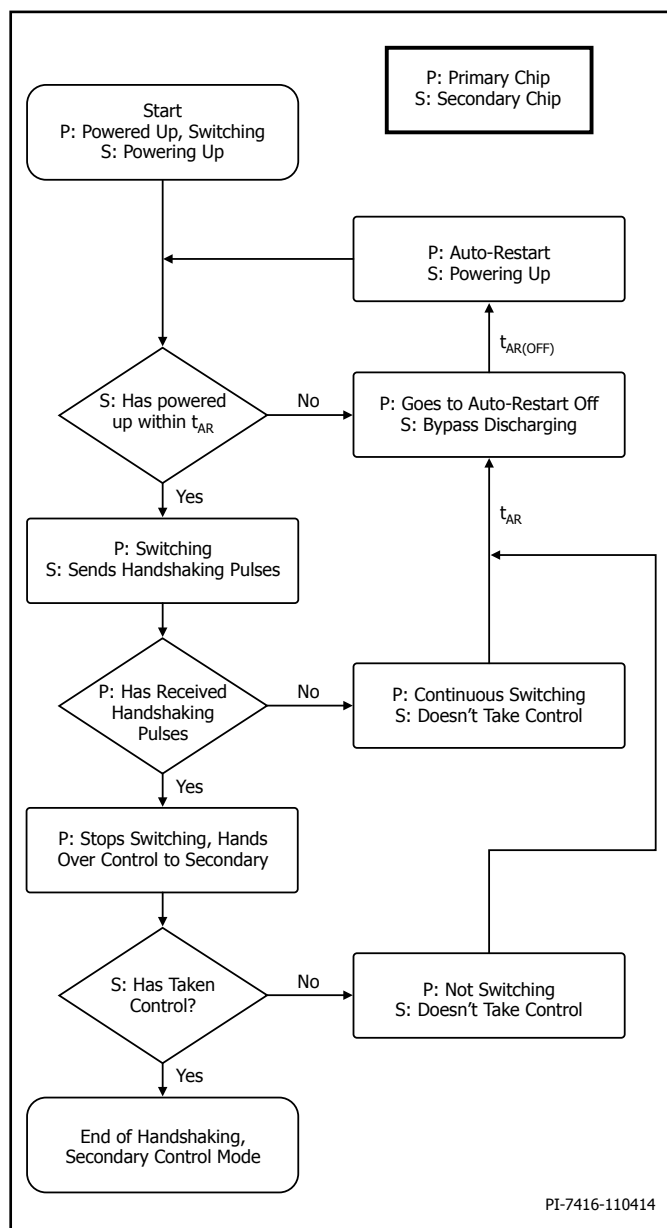 P: Primary Chip
S: Secondary Chip
Start
P: Powered Up, Switching
S: Powering Up
P: Auto-Restart
S: Powering Up
tAR(OFF)
S: Has powered
up within tAR
No
P: Goes to Auto-Restart Off
S: Bypass Discharging
Yes
tAR
P: Switching
S: Sends Handshaking Pulses
P: Has Received
Handshaking
Pulses
No
P: Continuous Switching
S: Doesn’t Take Control
Yes
P: Stops Switching, Hands
Over Control to Secondary
S: Has Taken
Control?
No
P: Not Switching
S: Doesn’t Take Control
Yes
End of Handshaking,
Secondary Control Mode
PI-7416-110414